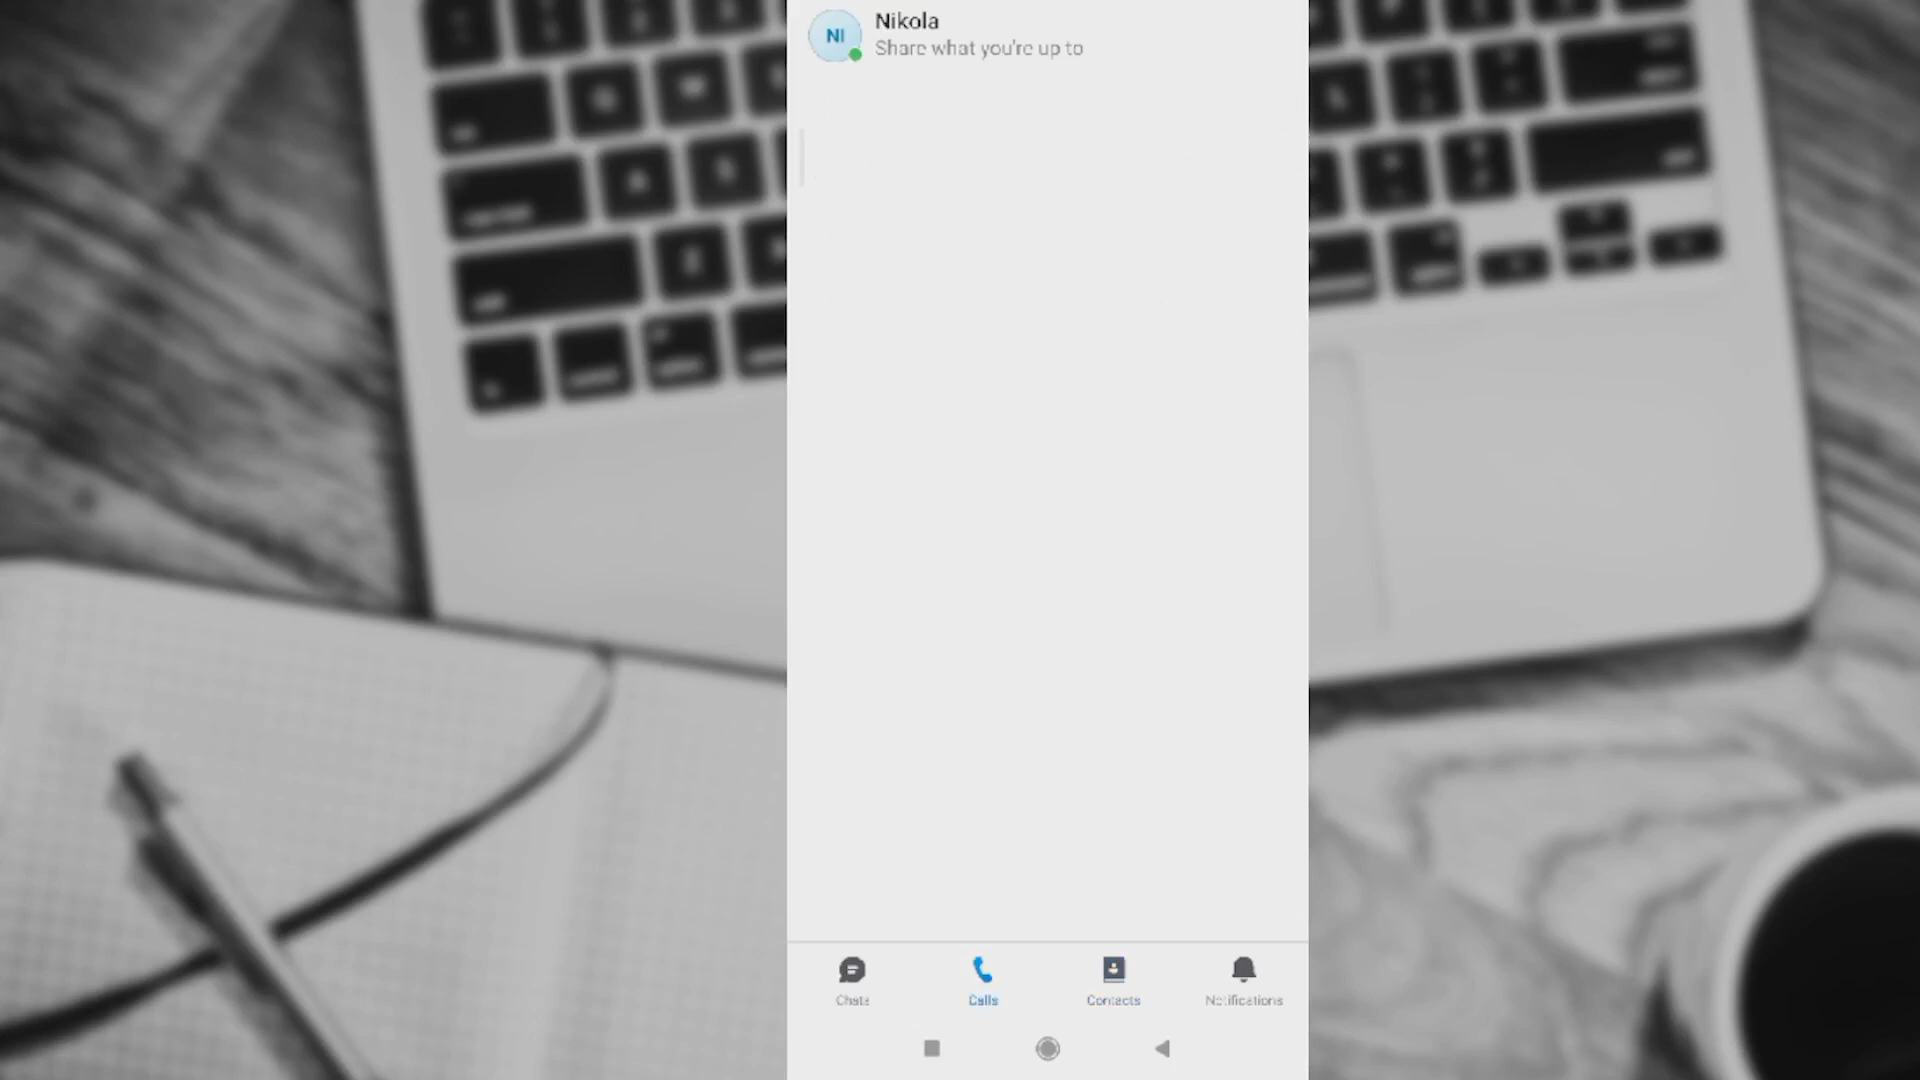 NI
Nikola
Share what you're up to
Chats
Calls
Contacts
Notifications